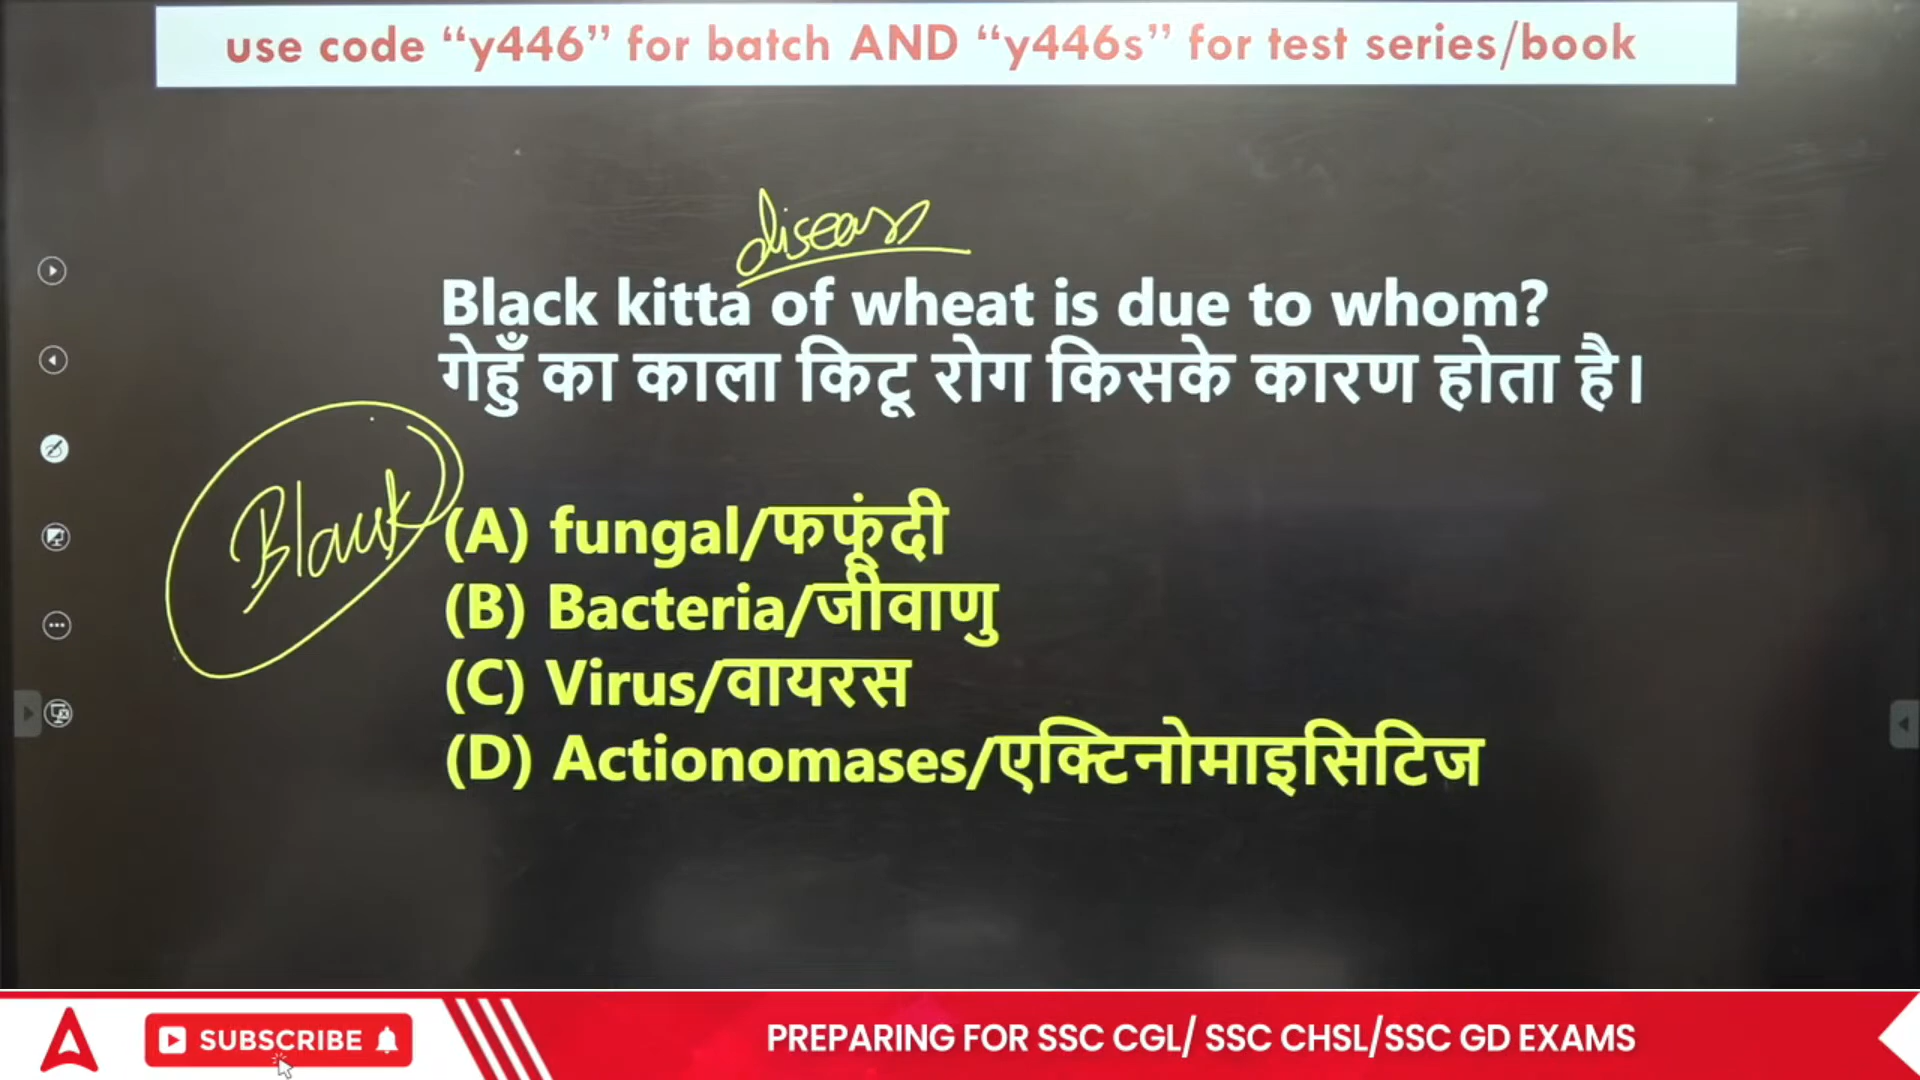 use code “y446” for batch AND “y446s” for test series/book
disease
Black kitta of wheat is due to whom?
गेहुँ का काला किटू रोग किसके कारण होता है।
Black
(A) fungal/फफूंदी
(B) Bacteria/जीवाणु
(C) Virus/वायरस
(D) Actionomases/एक्टिनोमाइसिटिज
SUBSCRIBE
PREPARING FOR SSC CGL/ SSC CHSL/SSC GD EXAMS